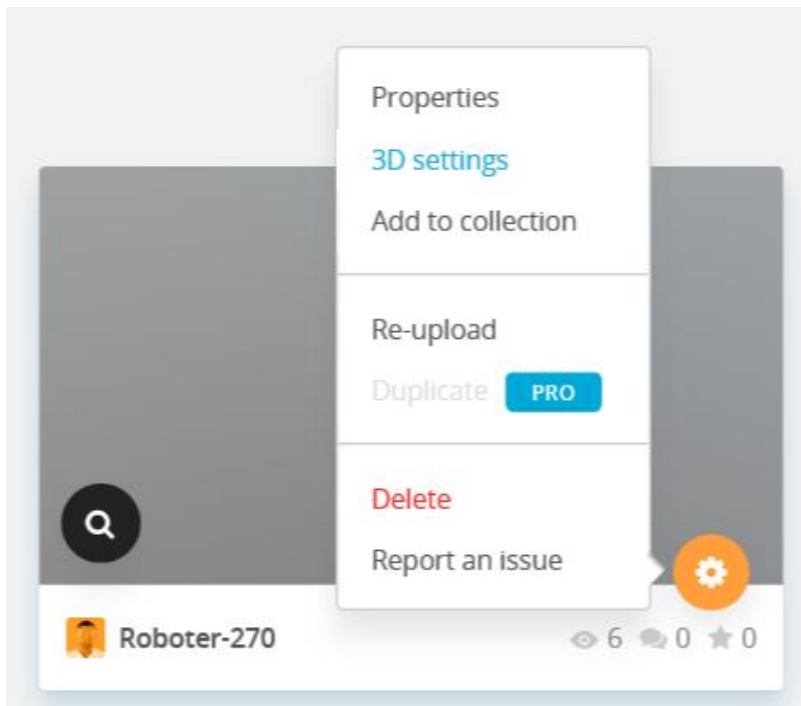 Properties
3D settings
Add to collection
Re-upload
Duplicate PRO
Delete
Report an issue
Roboter-270 6 0 0